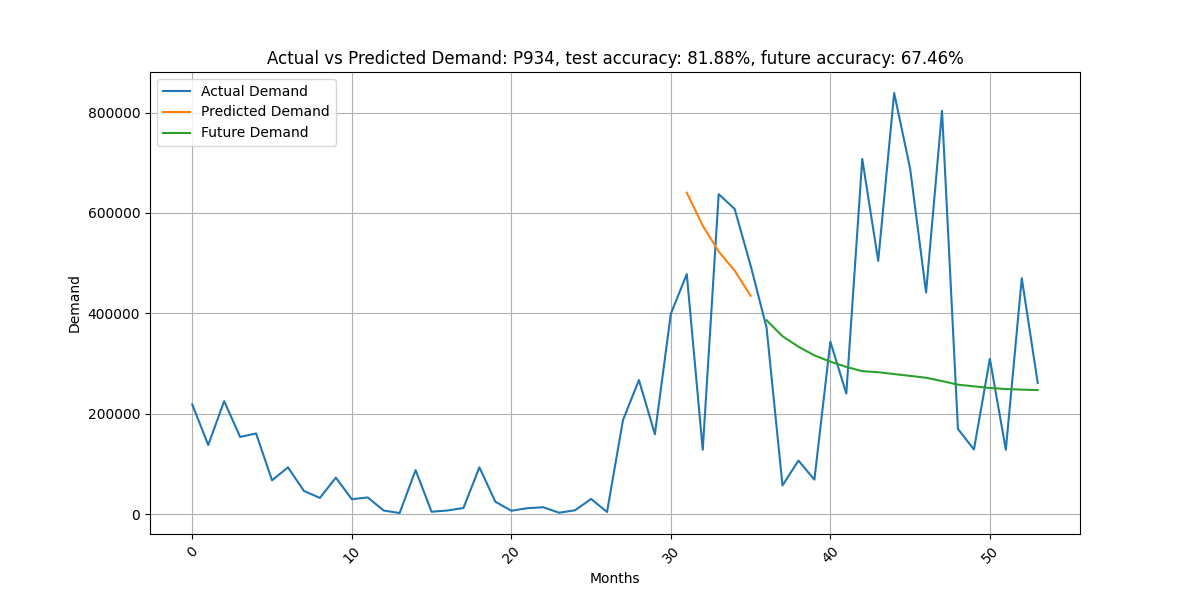 Actual vs Predicted Demand: P934, test accuracy: 81.88%, future accuracy: 67.46%
Actual Demand
Predicted Demand
Future Demand
800000
600000
400000
200000
0
Demand
0
10
20
30
40
50
Months